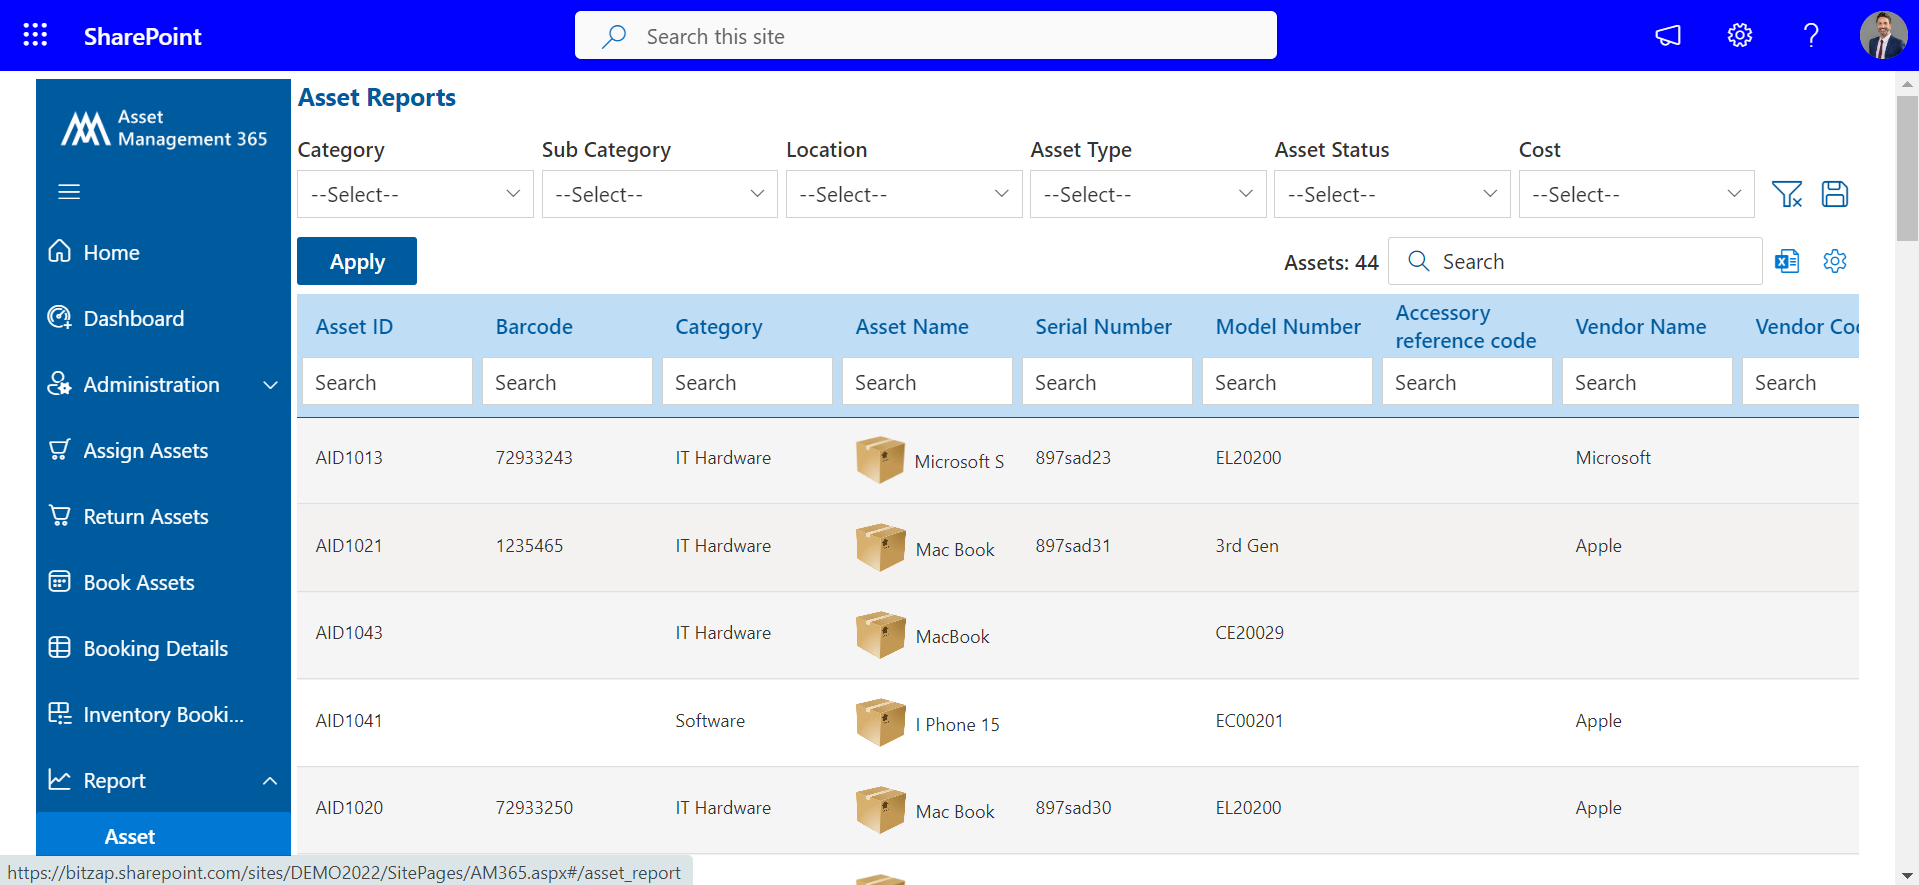 SharePoint
Search this site
Asset
Management 365
Home
Dashboard
Administration
Assign Assets
Return Assets
Book Assets
Booking Details
Inventory Booki...
Report
Asset
Asset Reports
Category Sub Category Location Asset Type Asset Status Cost
--Select-- --Select-- --Select-- --Select-- --Select-- --Select--
Apply Assets: 44 Search
Asset ID Barcode Category Asset Name Serial Number Model Number Accessory reference code Vendor Name Vendor Coc
Search Search Search Search Search Search Search Search Search
AID1013 72933243 IT Hardware Microsoft S 897sad23 EL20200 Microsoft
AID1021 1235465 IT Hardware Mac Book 897sad31 3rd Gen Apple
AID1043 IT Hardware MacBook CE20029
AID1041 Software I Phone 15 EC00201 Apple
AID1020 72933250 IT Hardware Mac Book 897sad30 EL20200 Apple
https://bitzap.sharepoint.com/sites/DEMO2022/SitePages/AM365.aspx#/asset_report